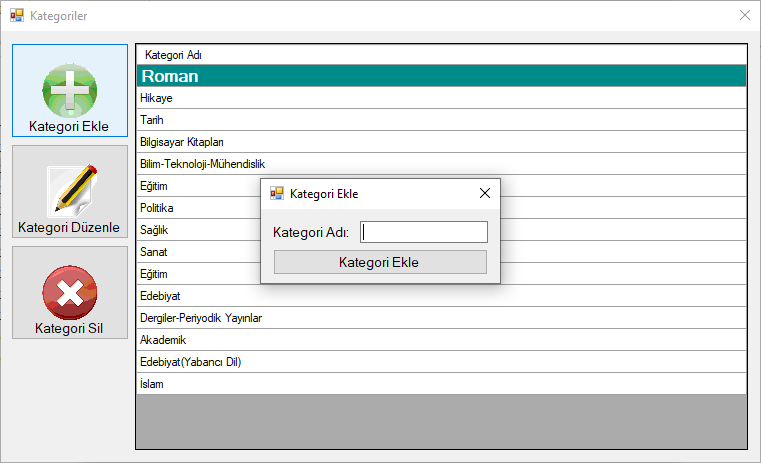 Kategoriler
Kategori Ekle
Kategori Düzenle
Kategori Sil
Kategori Adı
Roman
Hikaye
Tarih
Bilgisayar Kitapları
Bilim-Teknoloji-Mühendislik
Eğitim
Politika
Sağlık
Sanat
Eğitim
Edebiyat
Dergiler-Periyodik Yayınlar
Akademik
Edebiyat(Yabancı Dil)
İslam
Kategori Ekle
Kategori Adı:
Kategori Ekle